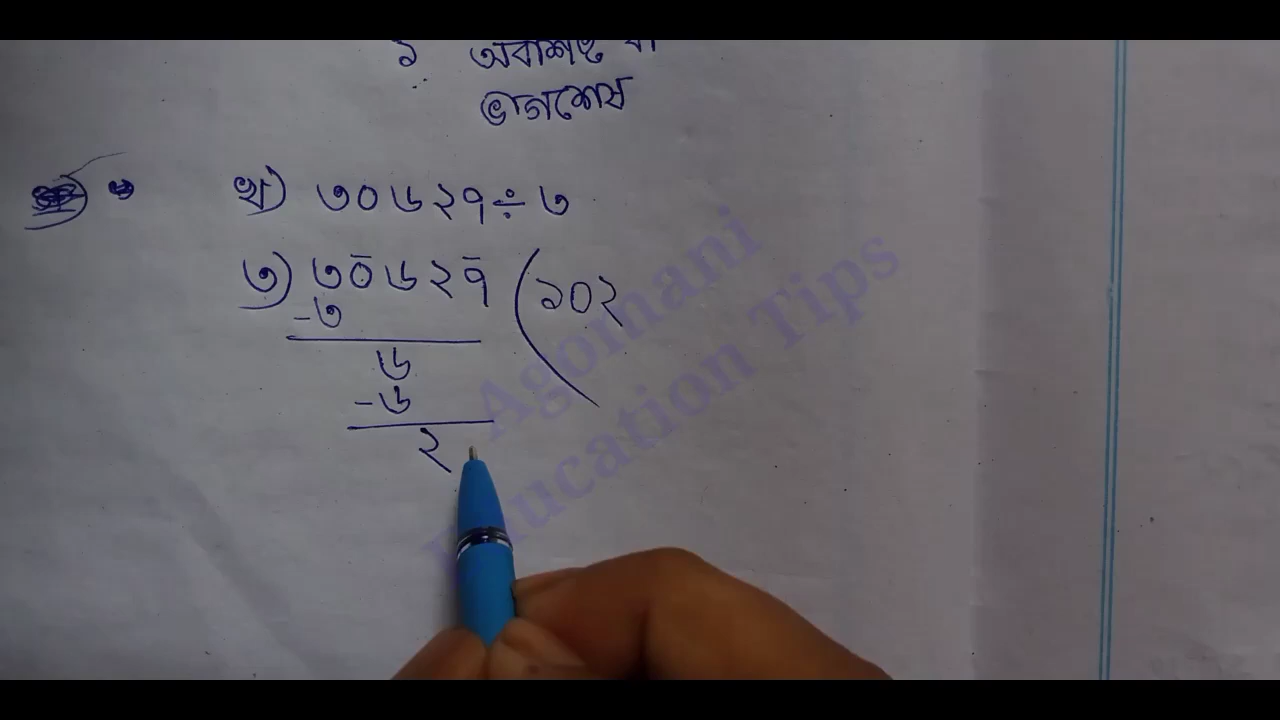 ১ অবশিষ্ট বা
ভাগশেষ
খ) ৩০৬২৭÷৩
৩) ৩০৬২৭ (১০২
-৩
৬
-৬
২
Agomani
Education Tips